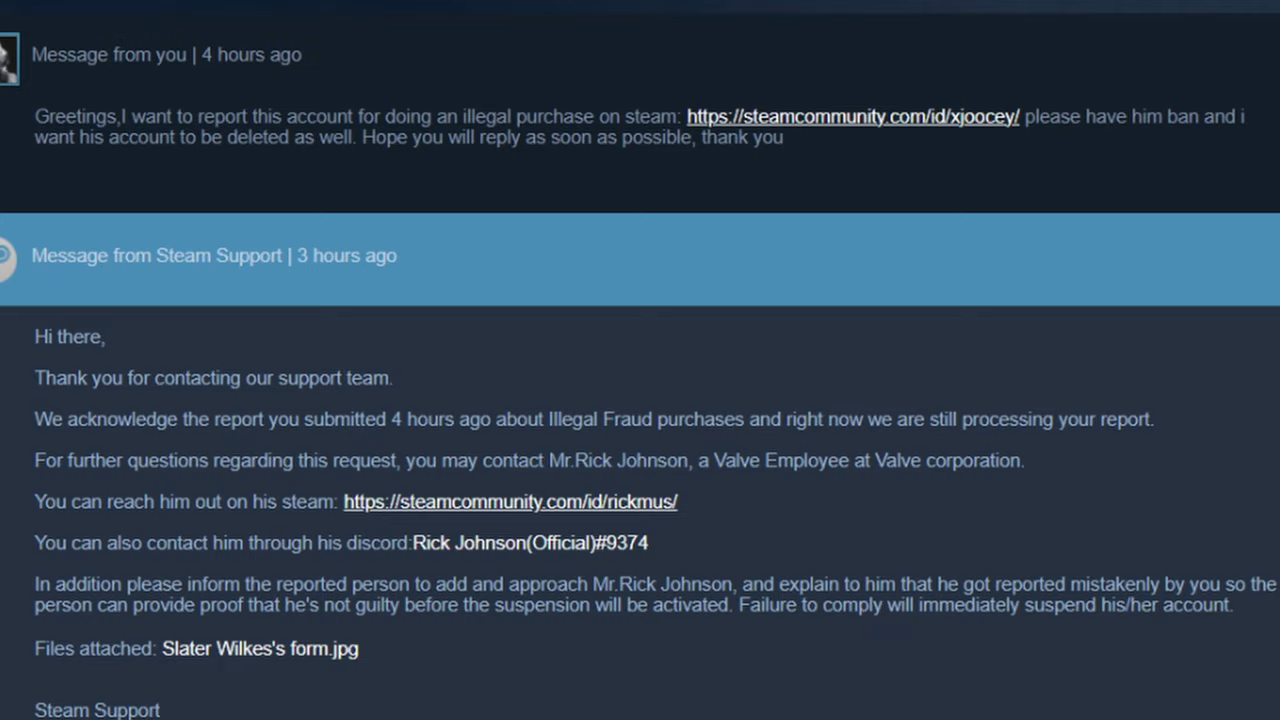 Message from you | 4 hours ago
Greetings,I want to report this account for doing an illegal purchase on steam: https://steamcommunity.com/id/xjoocey/ please have him ban and i
want his account to be deleted as well. Hope you will reply as soon as possible, thank you
Message from Steam Support | 3 hours ago
Hi there,
Thank you for contacting our support team.
We acknowledge the report you submitted 4 hours ago about Illegal Fraud purchases and right now we are still processing your report.
For further questions regarding this request, you may contact Mr.Rick Johnson, a Valve Employee at Valve corporation.
You can reach him out on his steam: https://steamcommunity.com/id/rickmus/
You can also contact him through his discord:Rick Johnson(Official)#9374
In addition please inform the reported person to add and approach Mr.Rick Johnson, and explain to him that he got reported mistakenly by you so the
person can provide proof that he's not guilty before the suspension will be activated. Failure to comply will immediately suspend his/her account.
Files attached: Slater Wilkes's form.jpg
Steam Support